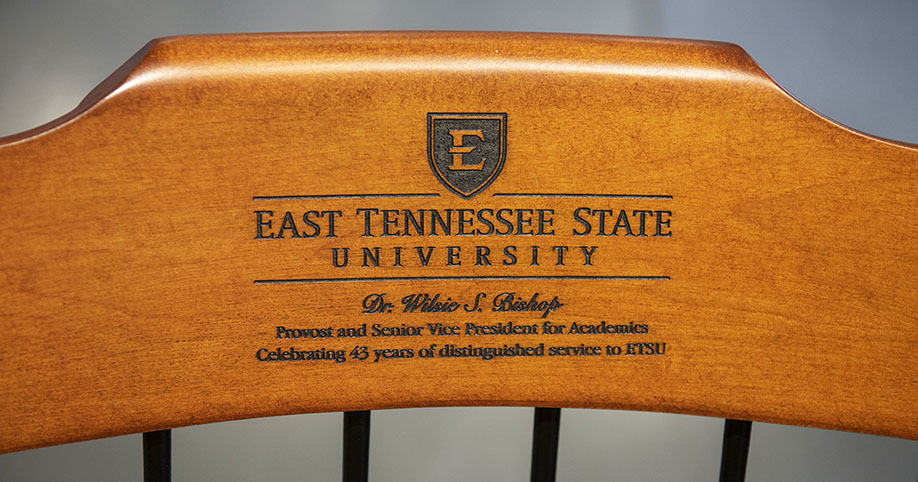 E
EAST TENNESSEE STATE
UNIVERSITY
Dr. Wilsie S. Bishop
Provost and Senior Vice President for Academics
Celebrating 43 years of distinguished service to ETSU